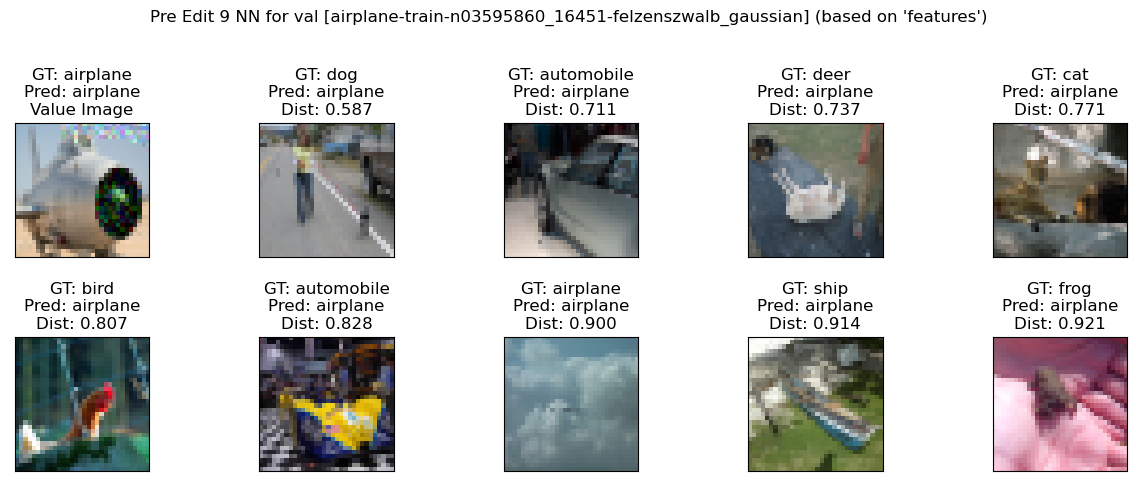 Pre Edit 9 NN for val [airplane-train-n03595860_16451-felzenszwalb_gaussian] (based on 'features')
GT: airplane
Pred: airplane
Value Image
GT: dog
Pred: airplane
Dist: 0.587
GT: automobile
Pred: airplane
Dist: 0.711
GT: deer
Pred: airplane
Dist: 0.737
GT: cat
Pred: airplane
Dist: 0.771
GT: bird
Pred: airplane
Dist: 0.807
GT: automobile
Pred: airplane
Dist: 0.828
GT: airplane
Pred: airplane
Dist: 0.900
GT: ship
Pred: airplane
Dist: 0.914
GT: frog
Pred: airplane
Dist: 0.921